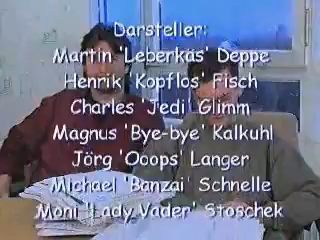 Darsteller:
Martin 'Leberkäs' Deppe
Henrik 'Kopflos' Fisch
Charles 'Jedi' Glimm
Magnus 'Bye-bye' Kalkuhl
Jörg 'Ooops' Langer
Michael 'Banzai' Schnelle
Moni 'Lady Vader' Stoschek